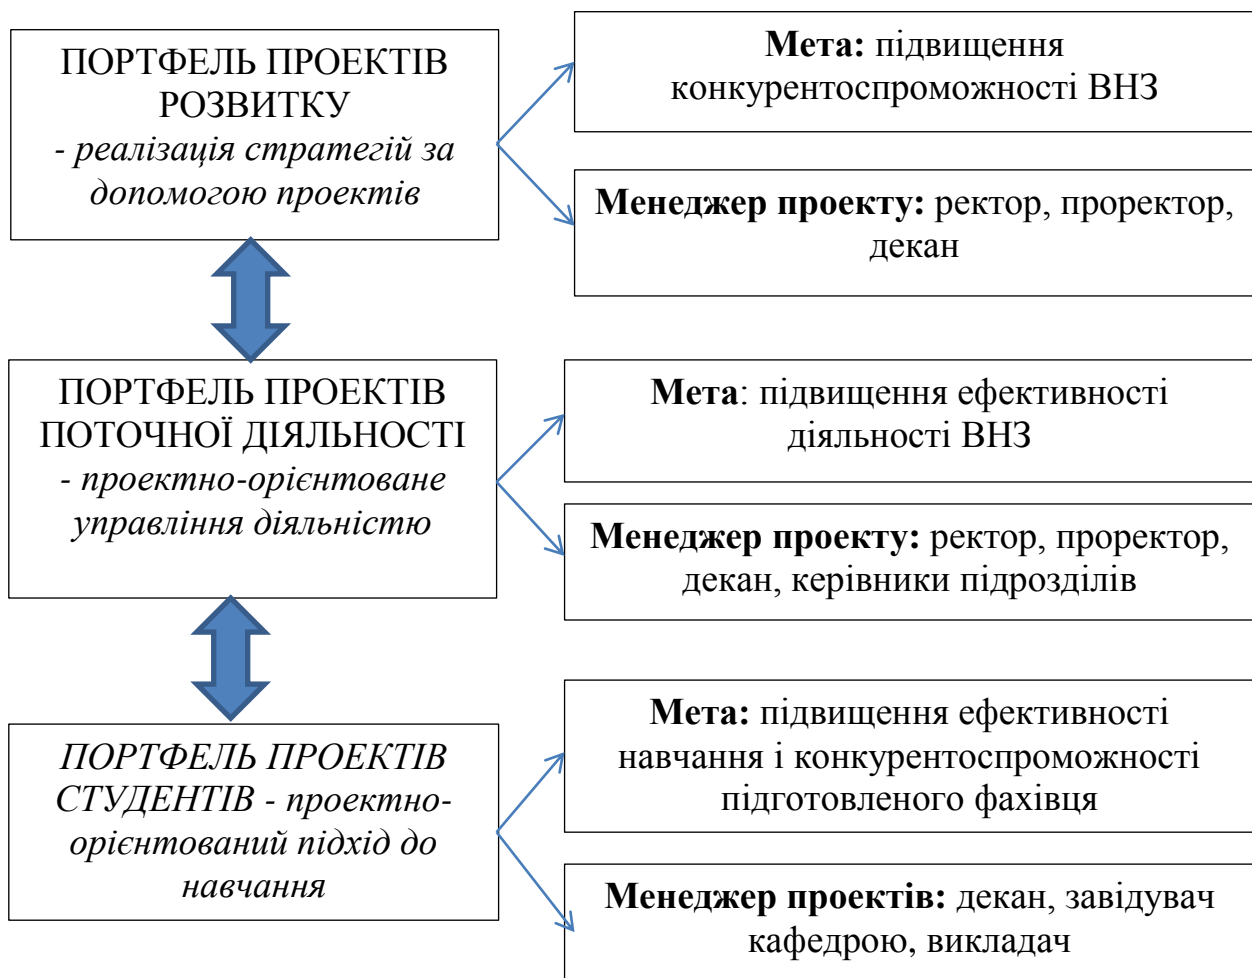 ПОРТФЕЛЬ ПРОЕКТІВ
РОЗВИТКУ
- реалізація стратегій за
допомогою проектів
Мета: підвищення
конкурентоспроможності ВНЗ
Менеджер проекту: ректор, проректор,
декан
ПОРТФЕЛЬ ПРОЕКТІВ
ПОТОЧНОЇ ДІЯЛЬНОСТІ
- проектно-орієнтоване
управління діяльністю
Мета: підвищення ефективності
діяльності ВНЗ
Менеджер проекту: ректор, проректор,
декан, керівники підрозділів
ПОРТФЕЛЬ ПРОЕКТІВ
СТУДЕНТІВ - проектно-
орієнтований підхід до
навчання
Мета: підвищення ефективності
навчання і конкурентоспроможності
підготовленого фахівця
Менеджер проектів: декан, завідувач
кафедрою, викладач